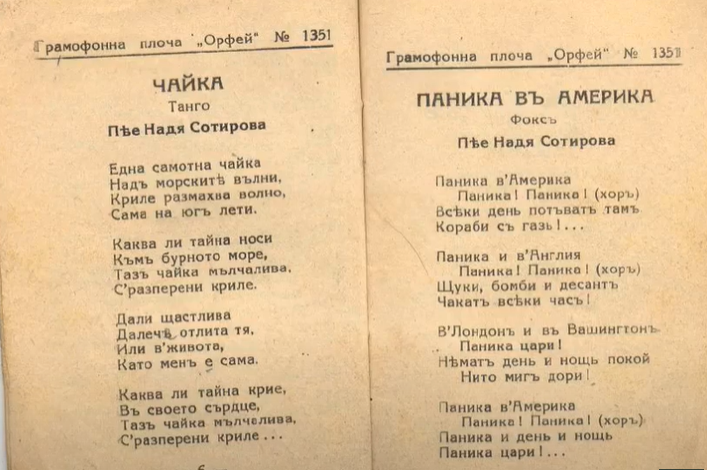 Грамофонна плоча „Орфей" № 1351
ЧАЙКА
Танго
Пѣе Надя Сотирова
Една самотна чайка
Надъ морскитѣ вълни,
Криле размахва волно,
Сама на югъ лети.
Каква ли тайна носи
Къмъ бурното море,
Тазъ чайка мълчалива,
С'разперени криле.
Дали щастлива
Далечъ отлита тя,
Или в'живота,
Като менъ е сама.
Каква ли тайна крие,
Въ своето сърдце,
Тазъ чайка мълчелива,
С'разперени криле ...
6
Грамофонна плоча „Орфей" № 1351
ПАНИКА ВЪ АМЕРИКА
Фоксъ
Пѣе Надя Сотирова
Паника в'Америка
Паника! Паника! (хоръ)
Всѣки день потъватъ тамъ
Кораби съ газь!...
Паника и в'Англия
Паника! Паника! (хоръ)
Щуки, бомби и десантъ
Чакатъ всѣки часъ!
В'Лондонъ и въ Вашингтонъ
Паника цари!
Нѣматъ день и нощь покой
Нито мигъ дори!
Паника в'Америка
Паника! Паника! (хоръ)
Паника и день и нощь
Паника цари!...